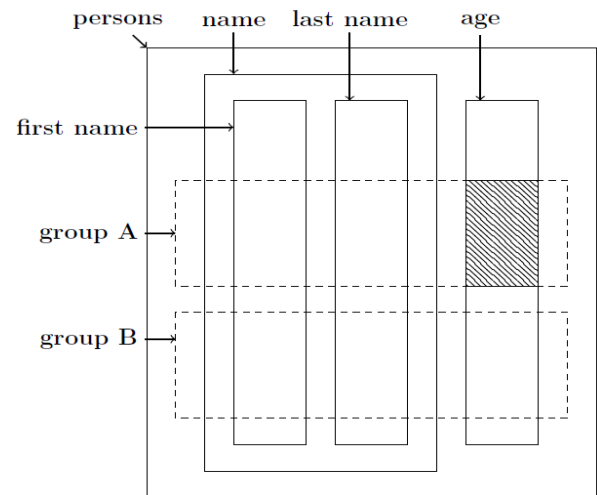 persons
name
last name
age
first name
group A
group B